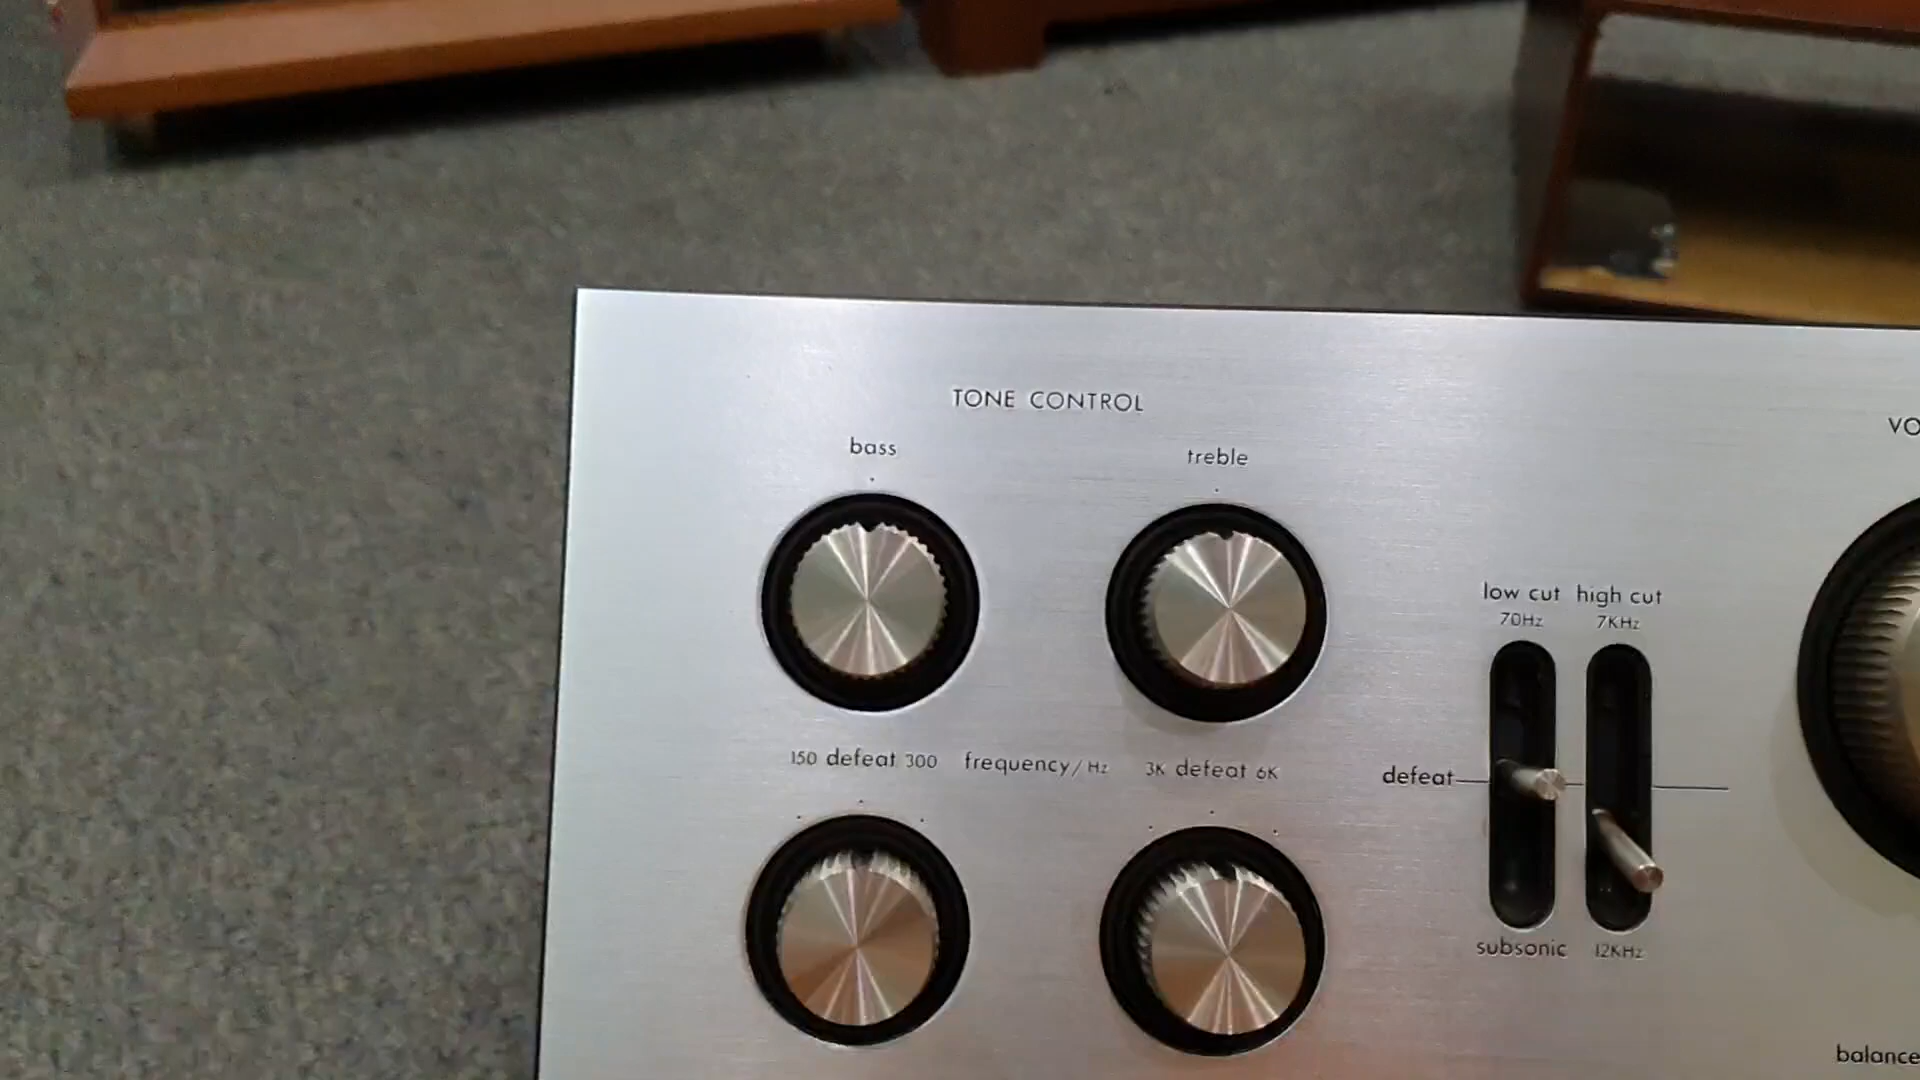 TONE CONTROL
bass
treble
low cut high cut
70Hz 7KHz
150 defeat 300 frequency/Hz 3K defeat 6K
defeat
subsonic 12KHz
balance